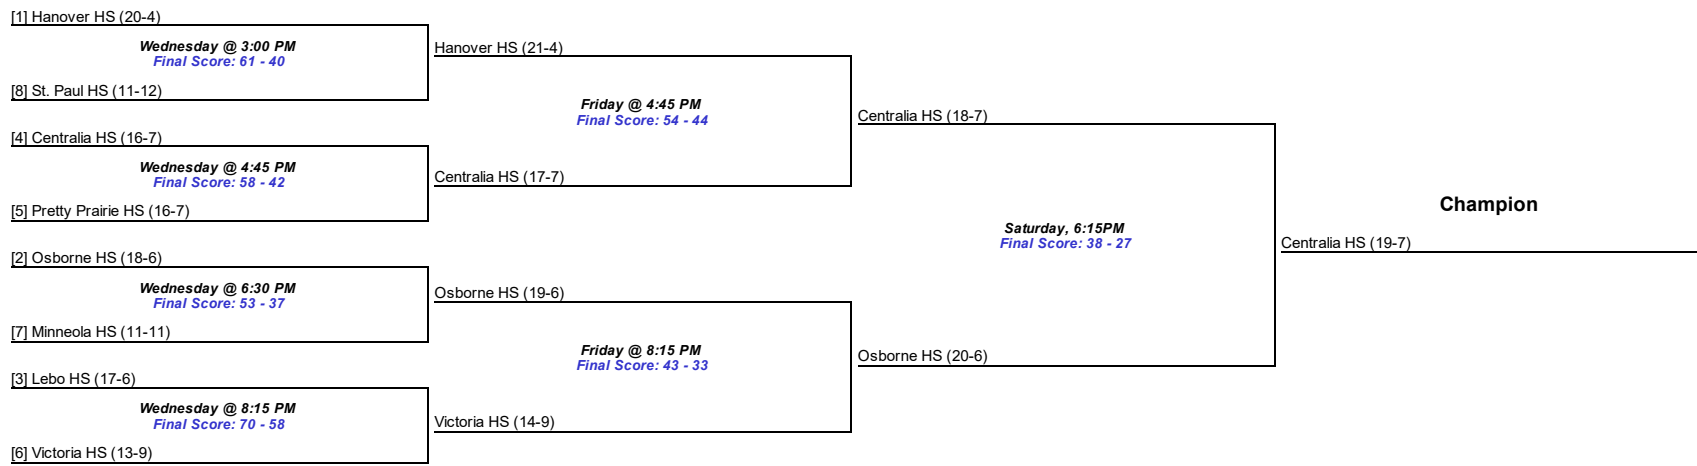 [1] Hanover HS (20-4)
Wednesday @ 3:00 PM
Final Score: 61 - 40
[8] St. Paul HS (11-12)
[4] Centralia HS (16-7)
Wednesday @ 4:45 PM
Final Score: 58 - 42
[5] Pretty Prairie HS (16-7)
[2] Osborne HS (18-6)
Wednesday @ 6:30 PM
Final Score: 53 - 37
[7] Minneola HS (11-11)
[3] Lebo HS (17-6)
Wednesday @ 8:15 PM
Final Score: 70 - 58
[6] Victoria HS (13-9)
Hanover HS (21-4)
Friday @ 4:45 PM
Final Score: 54 - 44
Centralia HS (17-7)
Osborne HS (19-6)
Friday @ 8:15 PM
Final Score: 43 - 33
Victoria HS (14-9)
Centralia HS (18-7)
Saturday, 6:15PM
Final Score: 38 - 27
Osborne HS (20-6)
Champion
Centralia HS (19-7)